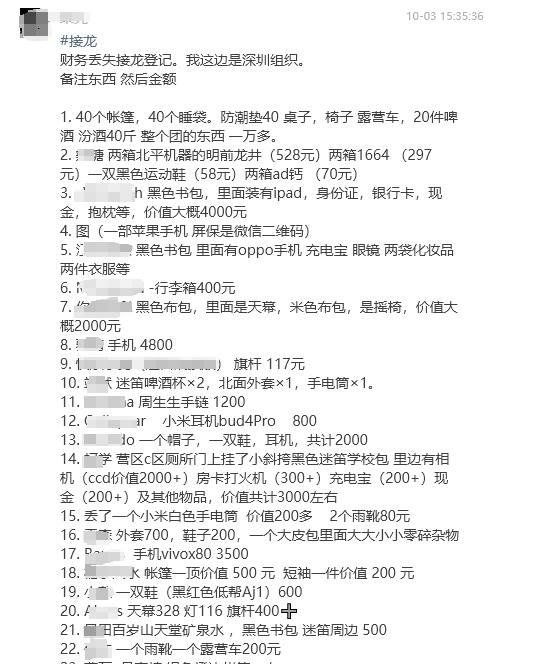 10-03 15:35:36
#接龙
财务丢失接龙登记。我这边是深圳组织。
备注东西 然后金额
1. 40个帐篷，40个睡袋。防潮垫40 桌子，椅子 露营车，20件啤
酒 汾酒40斤 整个团的东西 一万多。
2. 糖 两箱北平机器的明前龙井（528元）两箱1664 （297
元）一双黑色运动鞋（58元）两箱ad钙 （70元）
3. h 黑色书包，里面装有ipad，身份证，银行卡，现
金，抱枕等，价值大概4000元
4. 图（一部苹果手机 屏保是微信二维码）
5. 黑色书包 里面有oppo手机 充电宝 眼镜 两袋化妆品
两件衣服等
6. -行李箱400元
7. 黑色布包，里面是天幕，米色布包，是摇椅，价值大
概2000元
8. 手机 4800
9. ） 旗杆 117元
10. 迷笛啤酒杯×2，北面外套×1，手电筒×1。
11. a 周生生手链 1200
12. ar 小米耳机bud4Pro 800
13. do 一个帽子，一双鞋，耳机，共计2000
14. 学 营区c区厕所门上挂了小斜挎黑色迷笛学校包 里边有相
机（ccd价值2000+）房卡打火机（300+）充电宝（200+）现
金（200+）及其他物品，价值共计3000左右
15. 丢了一个小米白色手电筒 价值200多 2个雨靴80元
16. 外套700，鞋子200，一个大皮包里面大大小小零碎杂物
17. 手机vivox80 3500
18. 水 帐篷一顶价值 500 元 短袖一件价值 200 元
19. 一双鞋（黑红色低帮Aj1）600
20. s 天幕328 灯116 旗杆400
21. 阳百岁山天堂矿泉水 ，黑色书包 迷笛周边 500
22. 一个雨靴一个露营车200元